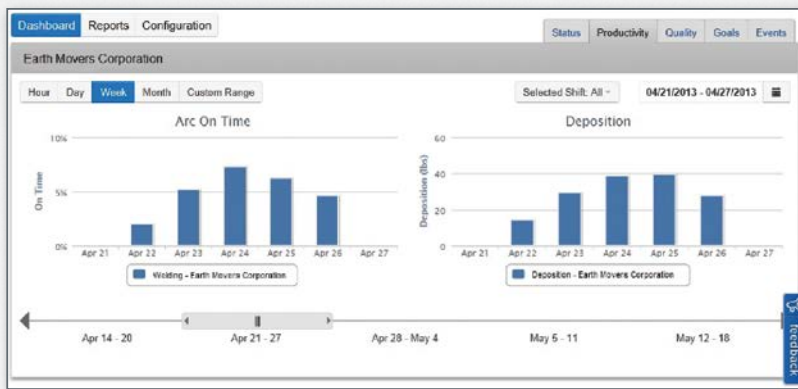 Dashboard Reports Configuration
Status Productivity Quality Goals Events
Earth Movers Corporation
Hour Day Week Month Custom Range
Selected Shift: All
04/21/2013 - 04/27/2013
Arc On Time
10%
5%
0%
On Time
Apr 21 Apr 22 Apr 23 Apr 24 Apr 25 Apr 26 Apr 27
Welding - Earth Movers Corporation
Deposition
60
40
20
0
Deposition (lbs)
Apr 21 Apr 22 Apr 23 Apr 24 Apr 25 Apr 26 Apr 27
Deposition - Earth Movers Corporation
Apr 14 - 20 Apr 21 - 27 Apr 28 - May 4 May 5 - 11 May 12 - 18
feedback